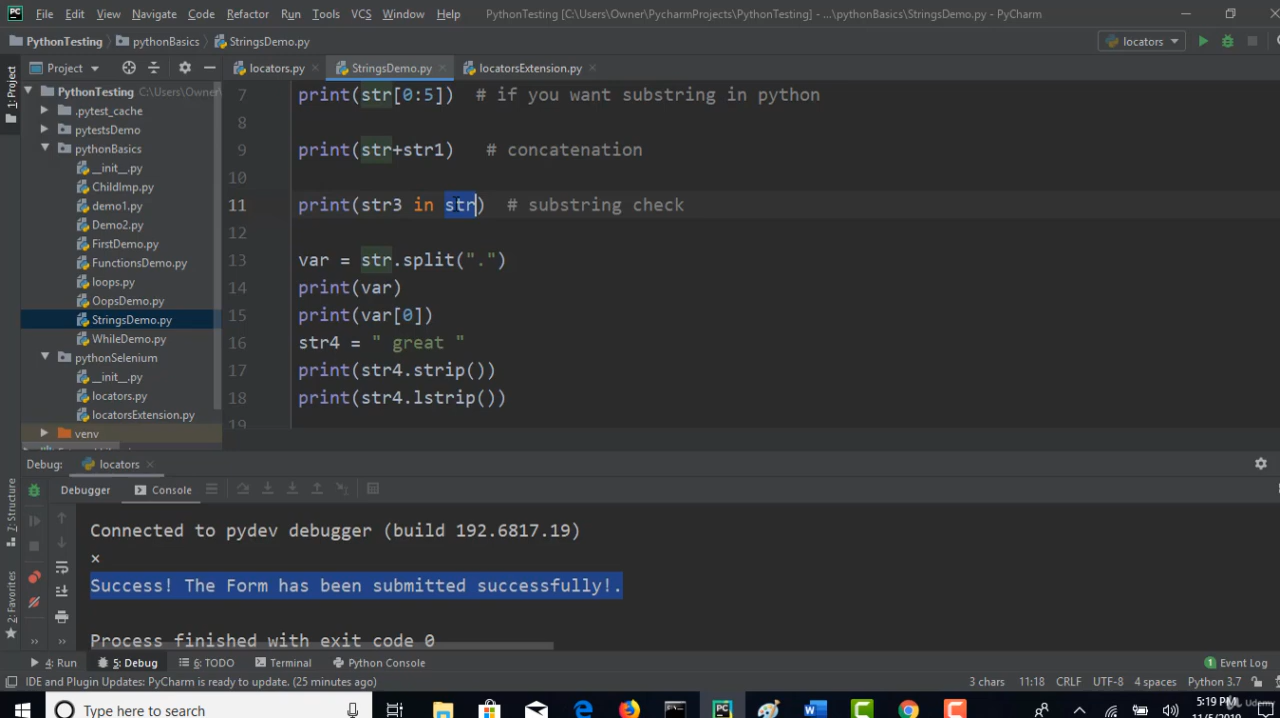 PC File Edit View Navigate Code Refactor Run Tools VCS Window Help PythonTesting [C:\Users\Owner\PycharmProjects\PythonTesting] - ...\pythonBasics\StringsDemo.py - PyCharm
PythonTesting pythonBasics StringsDemo.py locators
1: Project
Project locators.py StringsDemo.py locatorsExtension.py
PythonTesting C:\Users\Owner
.pytest_cache
pytestsDemo
pythonBasics
__init__.py
ChildImp.py
demo1.py
Demo2.py
FirstDemo.py
FunctionsDemo.py
loops.py
OopsDemo.py
StringsDemo.py
WhileDemo.py
pythonSelenium
__init__.py
locators.py
locatorsExtension.py
venv
7 print(str[0:5]) # if you want substring in python
8
9 print(str+str1) # concatenation
10
11 print(str3 in str) # substring check
12
13 var = str.split(".")
14 print(var)
15 print(var[0])
16 str4 = " great "
17 print(str4.strip())
18 print(str4.lstrip())
19
Debug: locators
Debugger Console
7: Structure
2: Favorites
Connected to pydev debugger (build 192.6817.19)
×
Success! The Form has been submitted successfully!.
Process finished with exit code 0
4: Run 5: Debug 6: TODO Terminal Python Console 1 Event Log
IDE and Plugin Updates: PyCharm is ready to update. (25 minutes ago) 3 chars 11:18 CRLF UTF-8 4 spaces Python 3.7
Type here to search
5:19 PM
Udemy